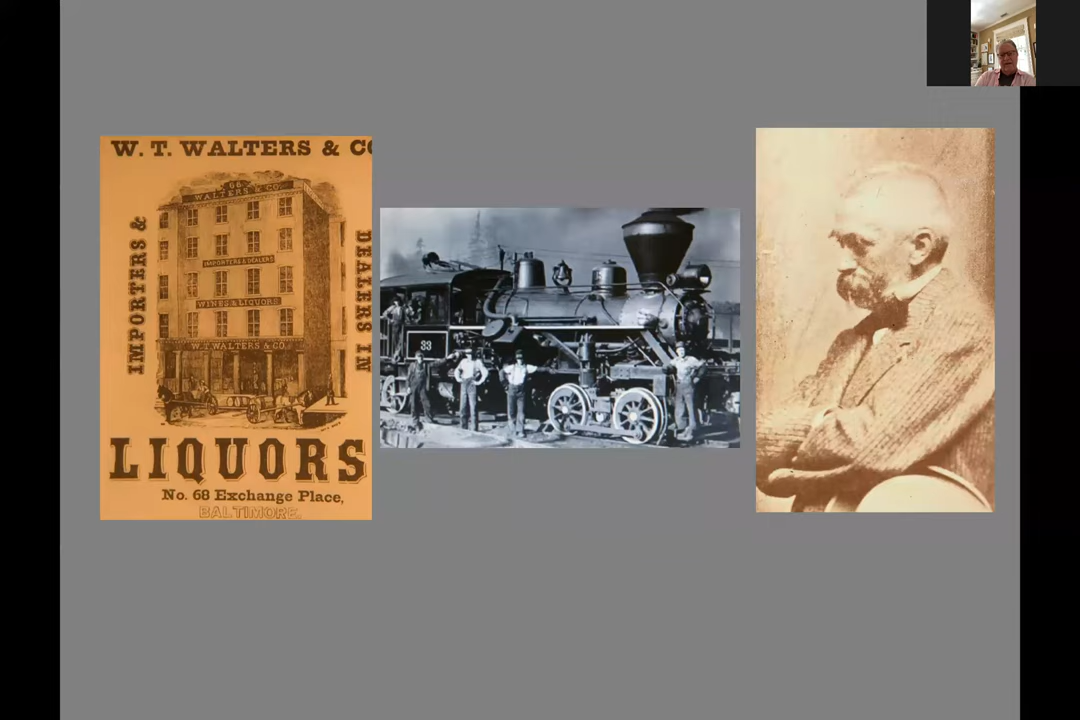 W. T. WALTERS & CO
68
WALTERS & CO.
IMPORTERS & DEALERS
WINES & LIQUORS
W. T. WALTERS & CO.
IMPORTERS &
DEALERS IN
LIQUORS
No. 68 Exchange Place,
BALTIMORE.
33